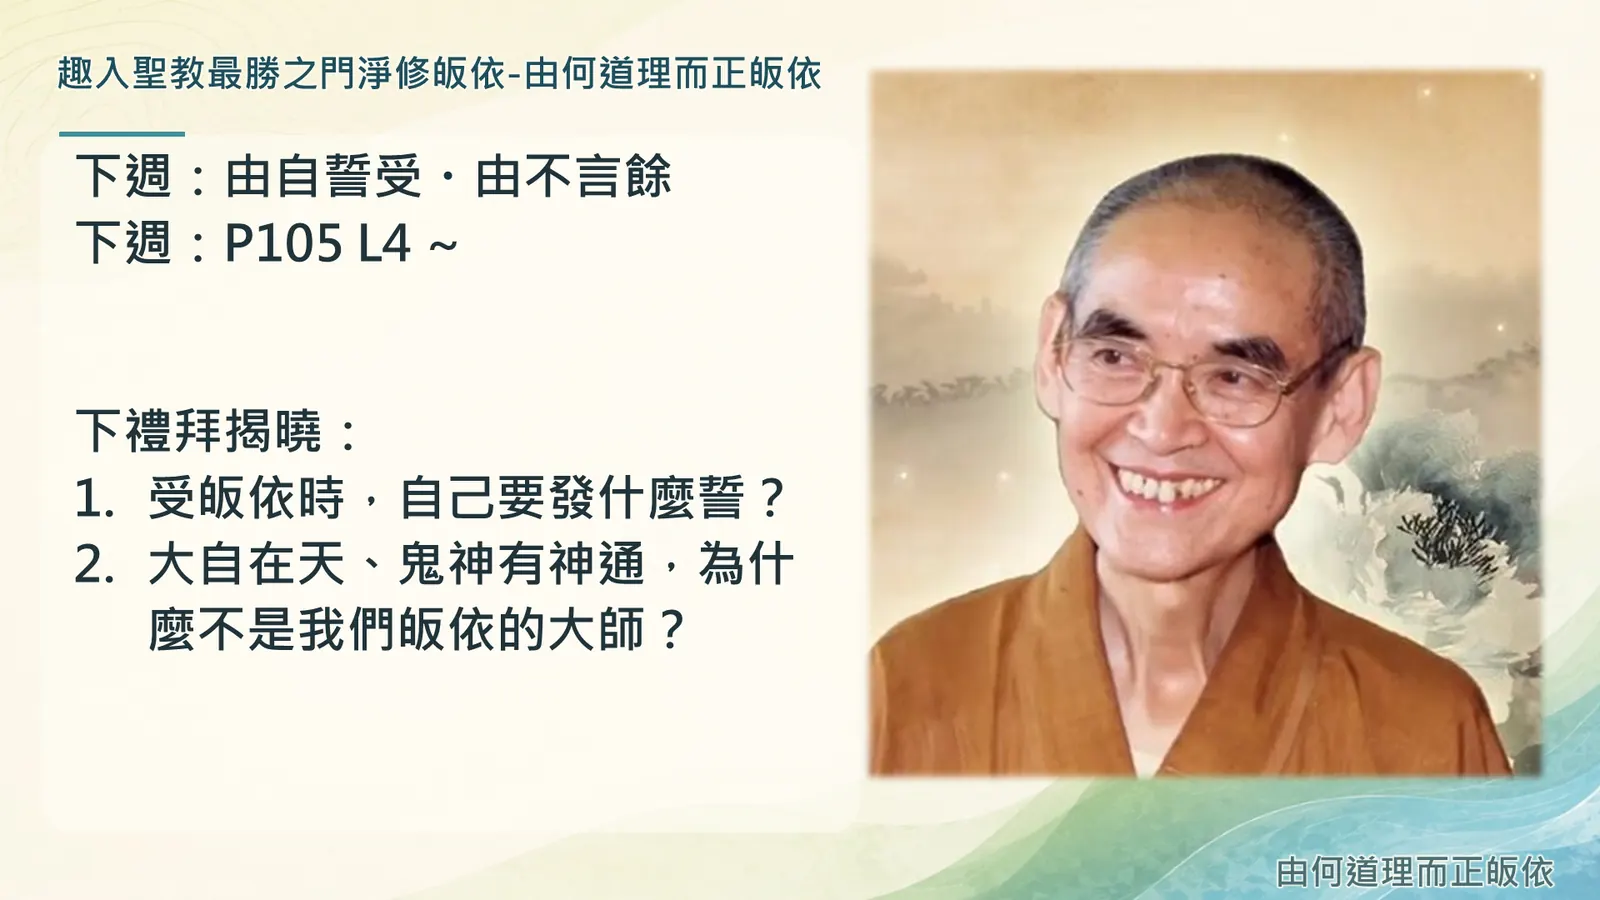 趣入聖教最勝之門淨修皈依-由何道理而正皈依
下週：由自誓受・由不言餘
下週：P105 L4 ~
下禮拜揭曉：
1. 受皈依時，自己要發什麼誓？
2. 大自在天、鬼神有神通，為什
麼不是我們皈依的大師？
由何道理而正皈依